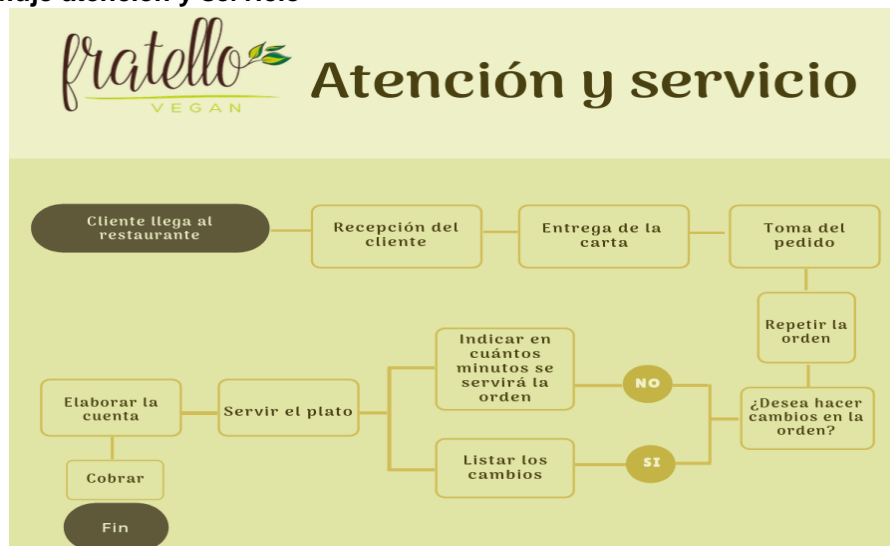 fratello
VEGAN
Atención y servicio
Cliente llega al
restaurante
Recepción del
cliente
Entrega de la
carta
Toma del
pedido
Repetir la
orden
¿Desea hacer
cambios en la
orden?
NO
SI
Indicar en
cuántos
minutos se
servirá la
orden
Listar los
cambios
Servir el plato
Elaborar la
cuenta
Cobrar
Fin